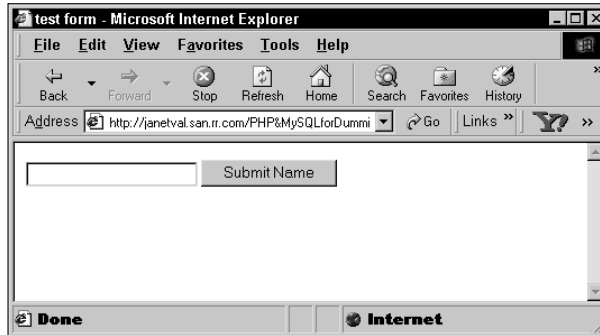 test form - Microsoft Internet Explorer
File Edit View Favorites Tools Help
Back Forward Stop Refresh Home Search Favorites History »
Address http://janetval.san.rr.com/PHP&MySQLforDummi Go Links » Y? »
Submit Name
Done Internet